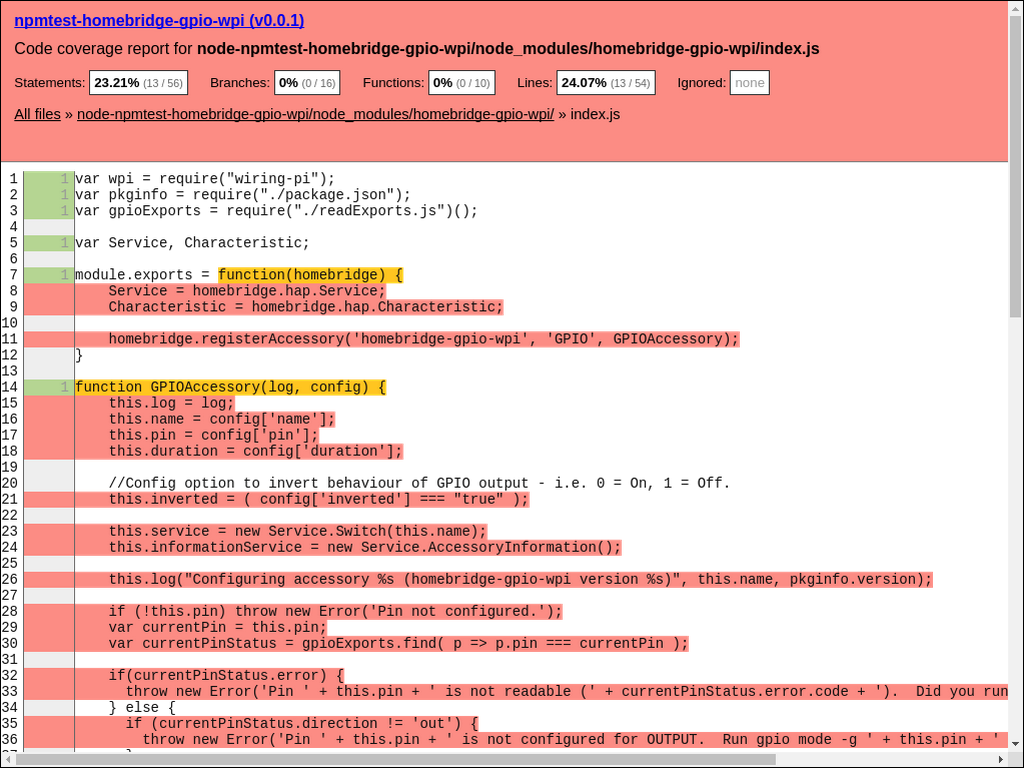 npmtest-homebridge-gpio-wpi (v0.0.1)
Code coverage report for node-npmtest-homebridge-gpio-wpi/node_modules/homebridge-gpio-wpi/index.js
Statements: 23.21% (13 / 56) Branches: 0% (0 / 16) Functions: 0% (0 / 10) Lines: 24.07% (13 / 54) Ignored: none
All files » node-npmtest-homebridge-gpio-wpi/node_modules/homebridge-gpio-wpi/ » index.js
1 1 var wpi = require("wiring-pi");
2 1 var pkginfo = require("./package.json");
3 1 var gpioExports = require("./readExports.js")();
4
5 1 var Service, Characteristic;
6
7 1 module.exports = function(homebridge) {
8     Service = homebridge.hap.Service;
9     Characteristic = homebridge.hap.Characteristic;
10
11     homebridge.registerAccessory('homebridge-gpio-wpi', 'GPIO', GPIOAccessory);
12 }
13
14 1 function GPIOAccessory(log, config) {
15     this.log = log;
16     this.name = config['name'];
17     this.pin = config['pin'];
18     this.duration = config['duration'];
19
20     //Config option to invert behaviour of GPIO output - i.e. 0 = On, 1 = Off.
21     this.inverted = ( config['inverted'] === "true" );
22
23     this.service = new Service.Switch(this.name);
24     this.informationService = new Service.AccessoryInformation();
25
26     this.log("Configuring accessory %s (homebridge-gpio-wpi version %s)", this.name, pkginfo.version);
27
28     if (!this.pin) throw new Error('Pin not configured.');
29     var currentPin = this.pin;
30     var currentPinStatus = gpioExports.find( p => p.pin === currentPin );
31
32     if(currentPinStatus.error) {
33       throw new Error('Pin ' + this.pin + ' is not readable (' + currentPinStatus.error.code + ').  Did you run
34     } else {
35       if (currentPinStatus.direction != 'out') {
36         throw new Error('Pin ' + this.pin + ' is not configured for OUTPUT.  Run gpio mode -g ' + this.pin + '